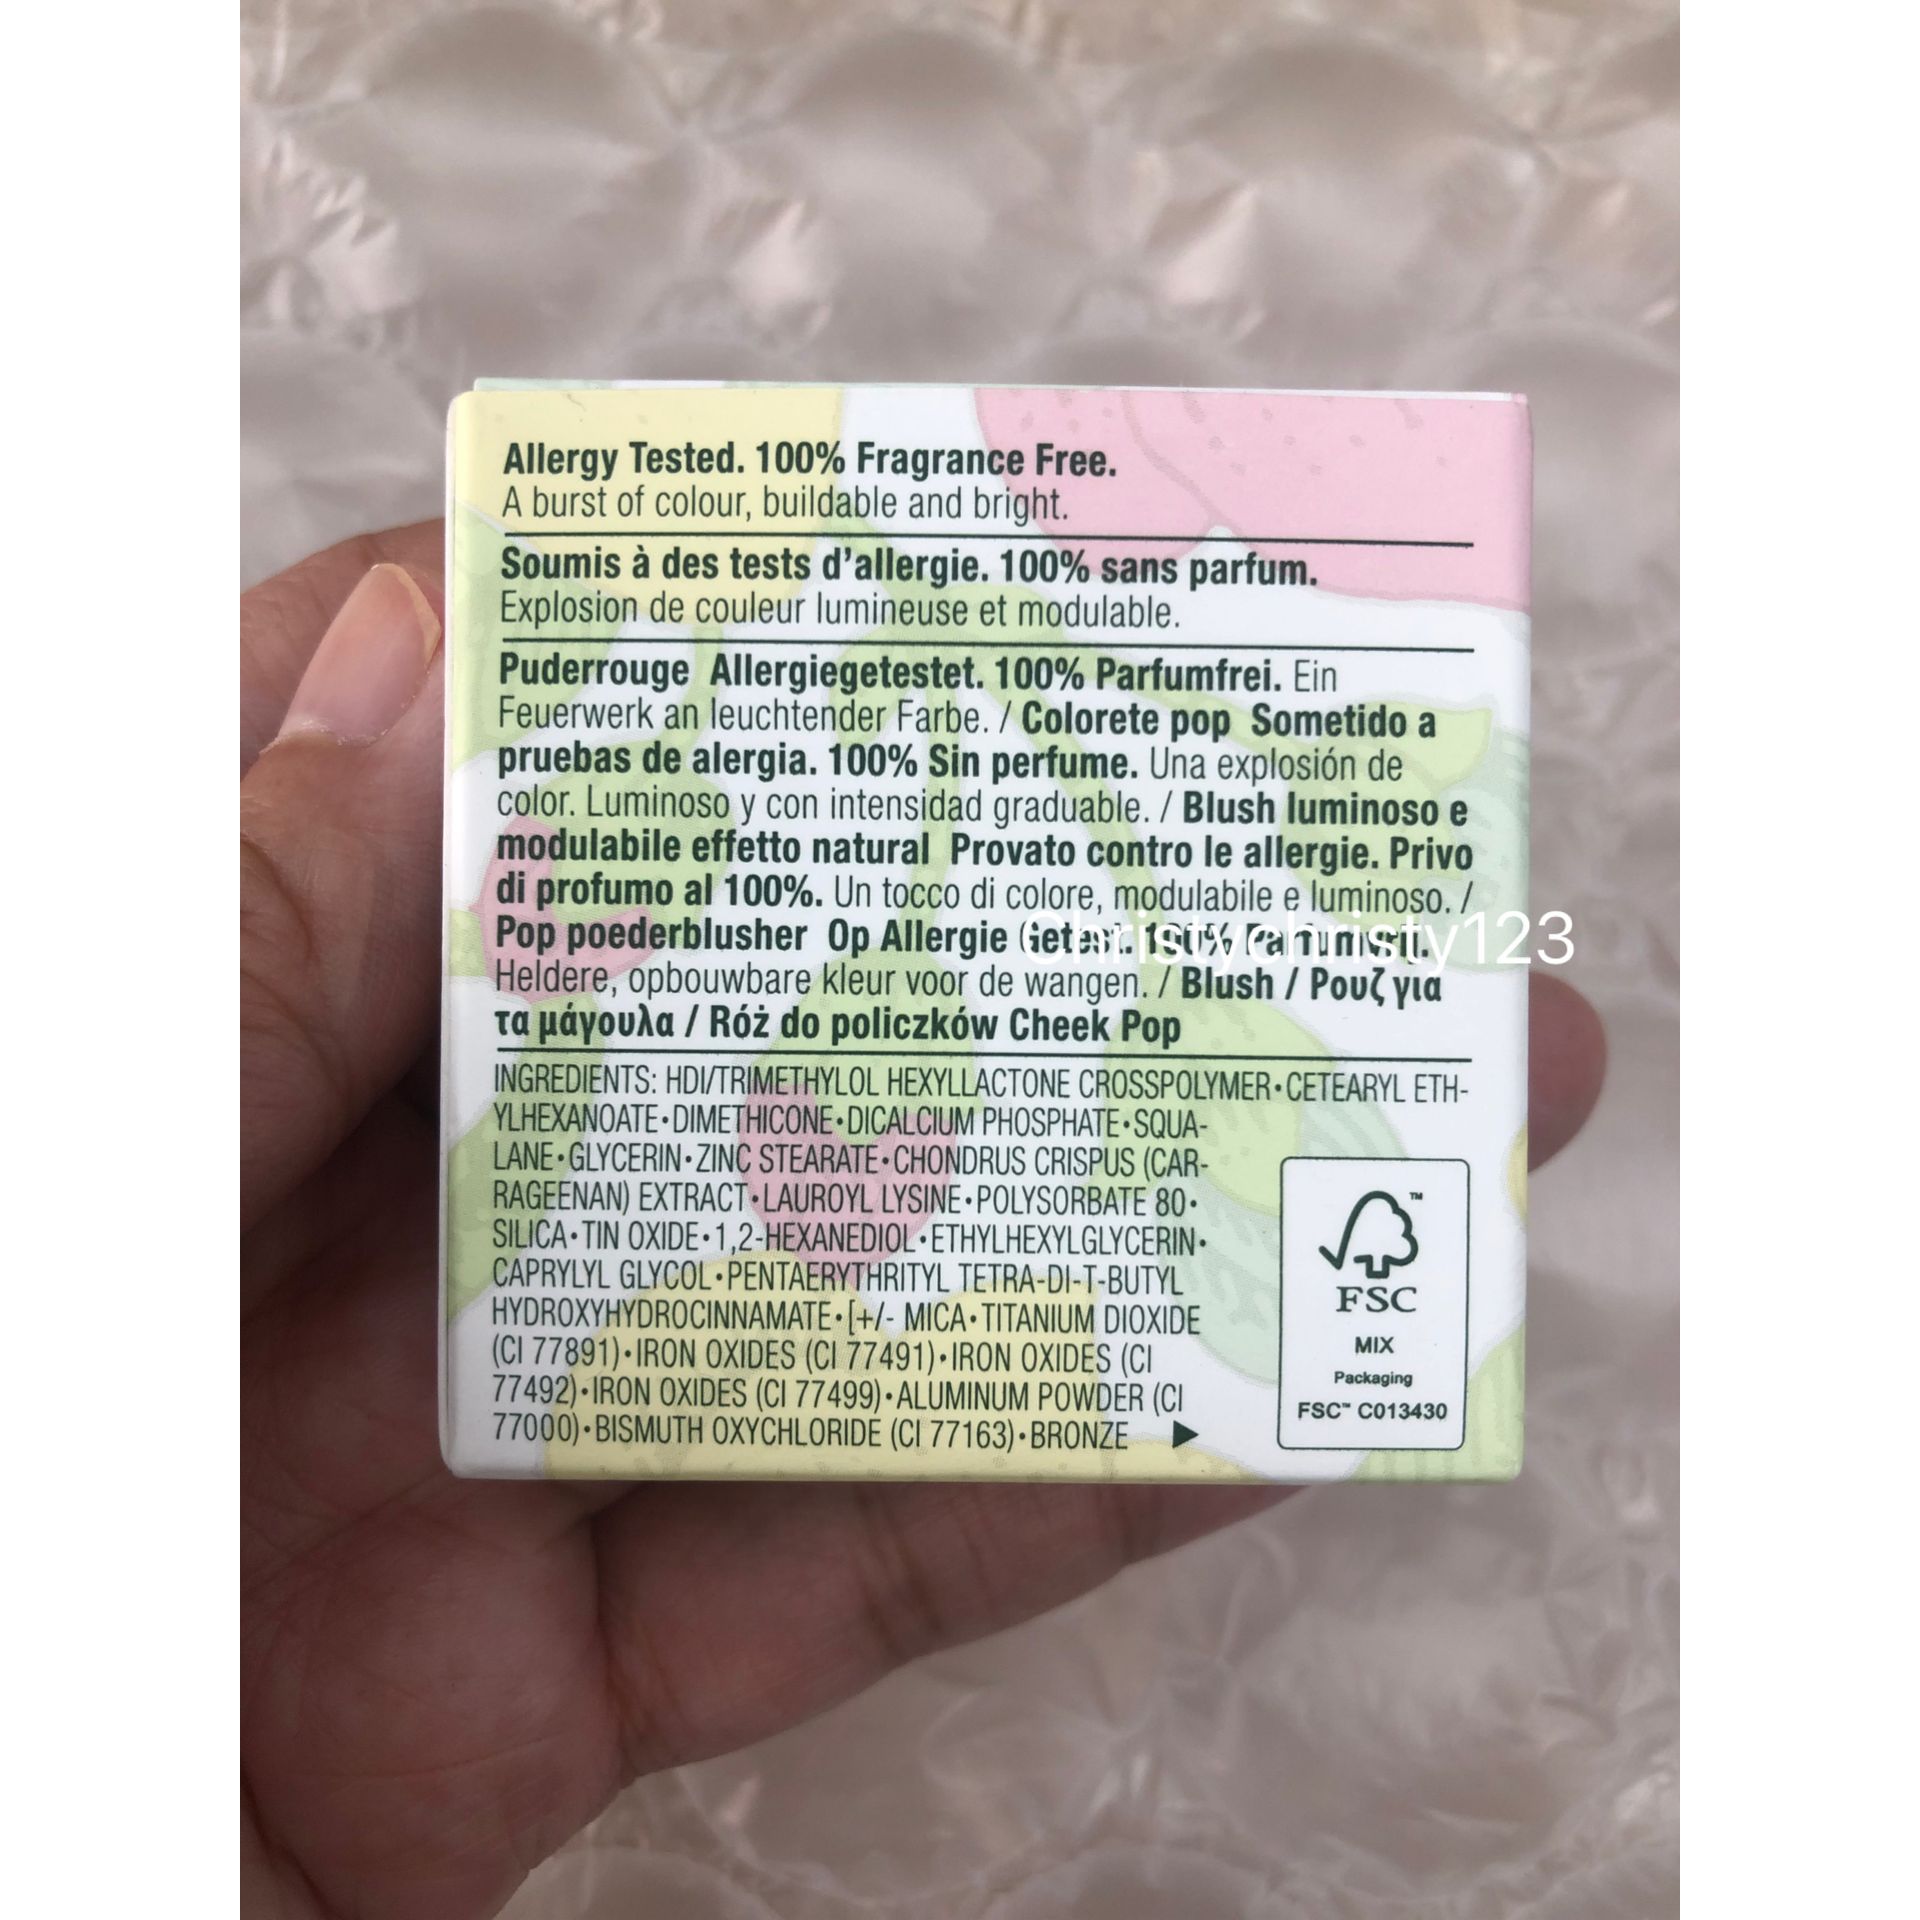 Allergy Tested. 100% Fragrance Free.
A burst of colour, buildable and bright.
Soumis à des tests d'allergie. 100% sans parfum.
Explosion de couleur lumineuse et modulable.
Puderrouge Allergiegetestet. 100% Parfumfrei. Ein
Feuerwerk an leuchtender Farbe. / Colorete pop Sometido a
pruebas de alergia. 100% Sin perfume. Una explosión de
color. Luminoso y con intensidad graduable. / Blush luminoso e
modulabile effetto natural Provato contro le allergie. Privo
di profumo al 100%. Un tocco di colore, modulabile e luminoso. /
Pop poederblusher Op Allergie Getest. 100% Parfumvrij.
Christychristy123
Heldere, opbouwbare kleur voor de wangen. / Blush / Ρουζ για
τα μάγουλα / Róż do policzków Cheek Pop
INGREDIENTS: HDI/TRIMETHYLOL HEXYLLACTONE CROSSPOLYMER•CETEARYL ETH-
YLHEXANOATE•DIMETHICONE•DICALCIUM PHOSPHATE•SQUA-
LANE•GLYCERIN•ZINC STEARATE•CHONDRUS CRISPUS (CAR-
RAGEENAN) EXTRACT•LAUROYL LYSINE•POLYSORBATE 80•
SILICA•TIN OXIDE•1,2-HEXANEDIOL•ETHYLHEXYLGLYCERIN•
CAPRYLYL GLYCOL•PENTAERYTHRITYL TETRA-DI-T-BUTYL
HYDROXYHYDROCINNAMATE•[+/- MICA•TITANIUM DIOXIDE
(CI 77891)•IRON OXIDES (CI 77491)•IRON OXIDES (CI
77492)•IRON OXIDES (CI 77499)•ALUMINUM POWDER (CI
77000)•BISMUTH OXYCHLORIDE (CI 77163)•BRONZE ▶
TM
FSC
MIX
Packaging
FSC™ C013430